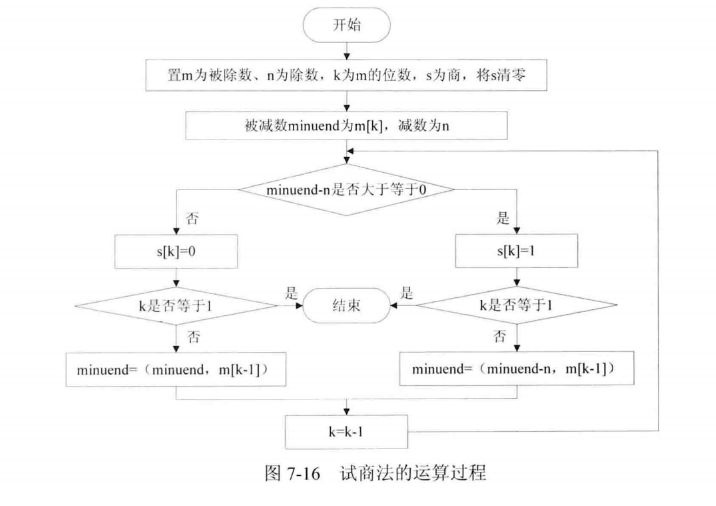 开始
置m为被除数、n为除数，k为m的位数，s为商，将s清零
被减数minuend为m[k]，减数为n
minuend-n是否大于等于0
否
是
s[k]=0
s[k]=1
k是否等于1
是
结束
是
k是否等于1
否
否
minuend=（minuend，m[k-1]）
minuend=（minuend-n，m[k-1]）
k=k-1
图 7-16 试商法的运算过程